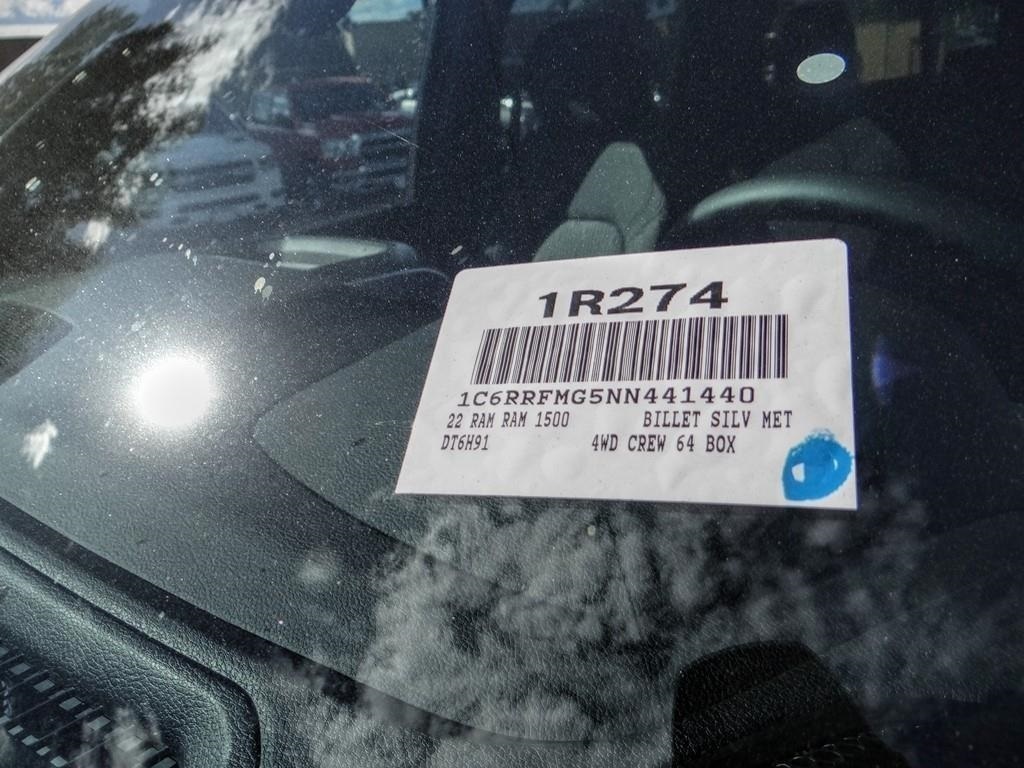 1R274
1C6RRFMG5NN441440
22 RAM RAM 1500 BILLET SILV MET
DT6H91 4WD CREW 64 BOX